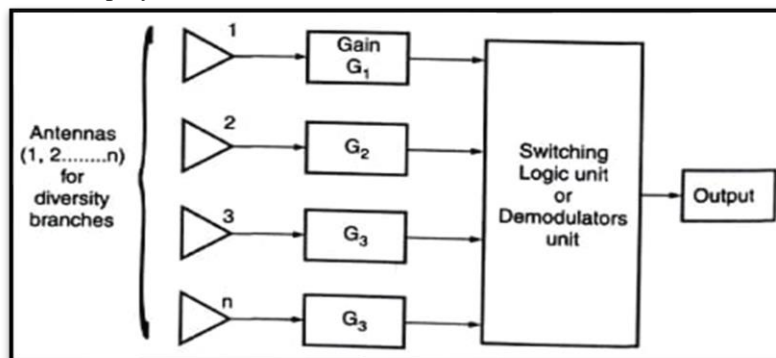 Antennas
(1, 2........n)
for
diversity
branches
1
Gain
G1
2
G2
3
G3
n
G3
Switching
Logic unit
or
Demodulators
unit
Output